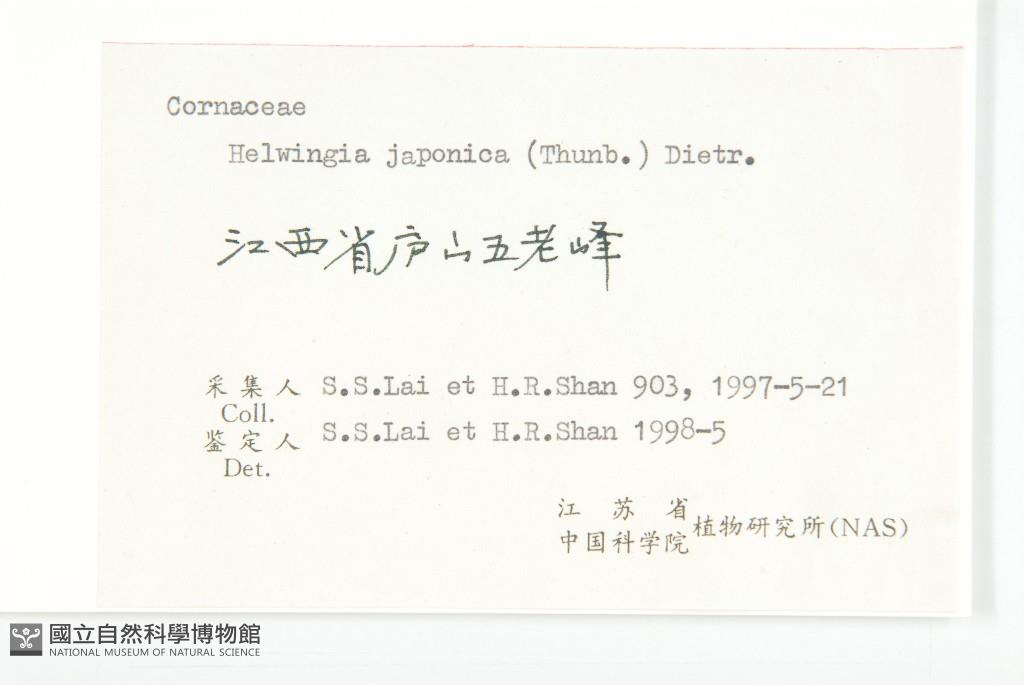 Cornaceae
Helwingia japonica (Thunb.) Dietr.
江西省庐山五老峰
采集人 S.S.Lai et H.R.Shan 903, 1997-5-21
Coll.
鉴定人 S.S.Lai et H.R.Shan 1998-5
Det.
江苏省
中国科学院 植物研究所(NAS)
國立自然科學博物館
NATIONAL MUSEUM OF NATURAL SCIENCE